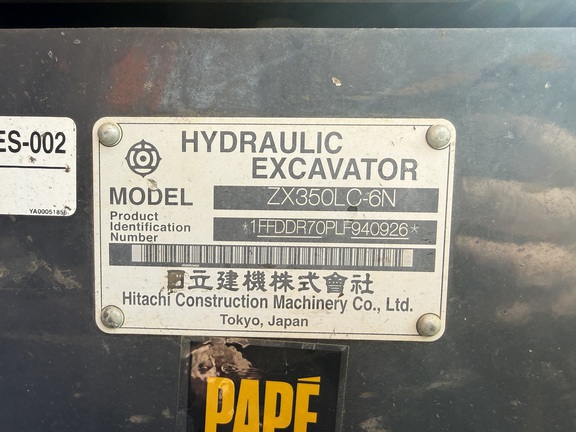 ES-002
YA00051856
HYDRAULIC
EXCAVATOR
MODEL ZX350LC-6N
Product
Identification
Number
*1FFDDR70PLF940926*
日立建機株式會社
Hitachi Construction Machinery Co., Ltd.
Tokyo, Japan
PAPÉ